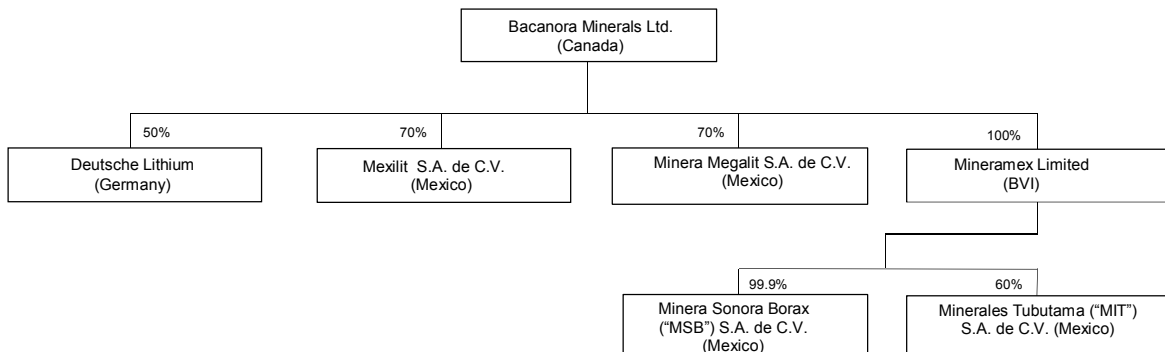 Bacanora Minerals Ltd.
(Canada)
50%
70%
70%
100%
Deutsche Lithium
(Germany)
Mexilit S.A. de C.V.
(Mexico)
Minera Megalit S.A. de C.V.
(Mexico)
Mineramex Limited
(BVI)
99.9%
60%
Minera Sonora Borax
("MSB") S.A. de C.V.
(Mexico)
Minerales Tubutama ("MIT")
S.A. de C.V. (Mexico)